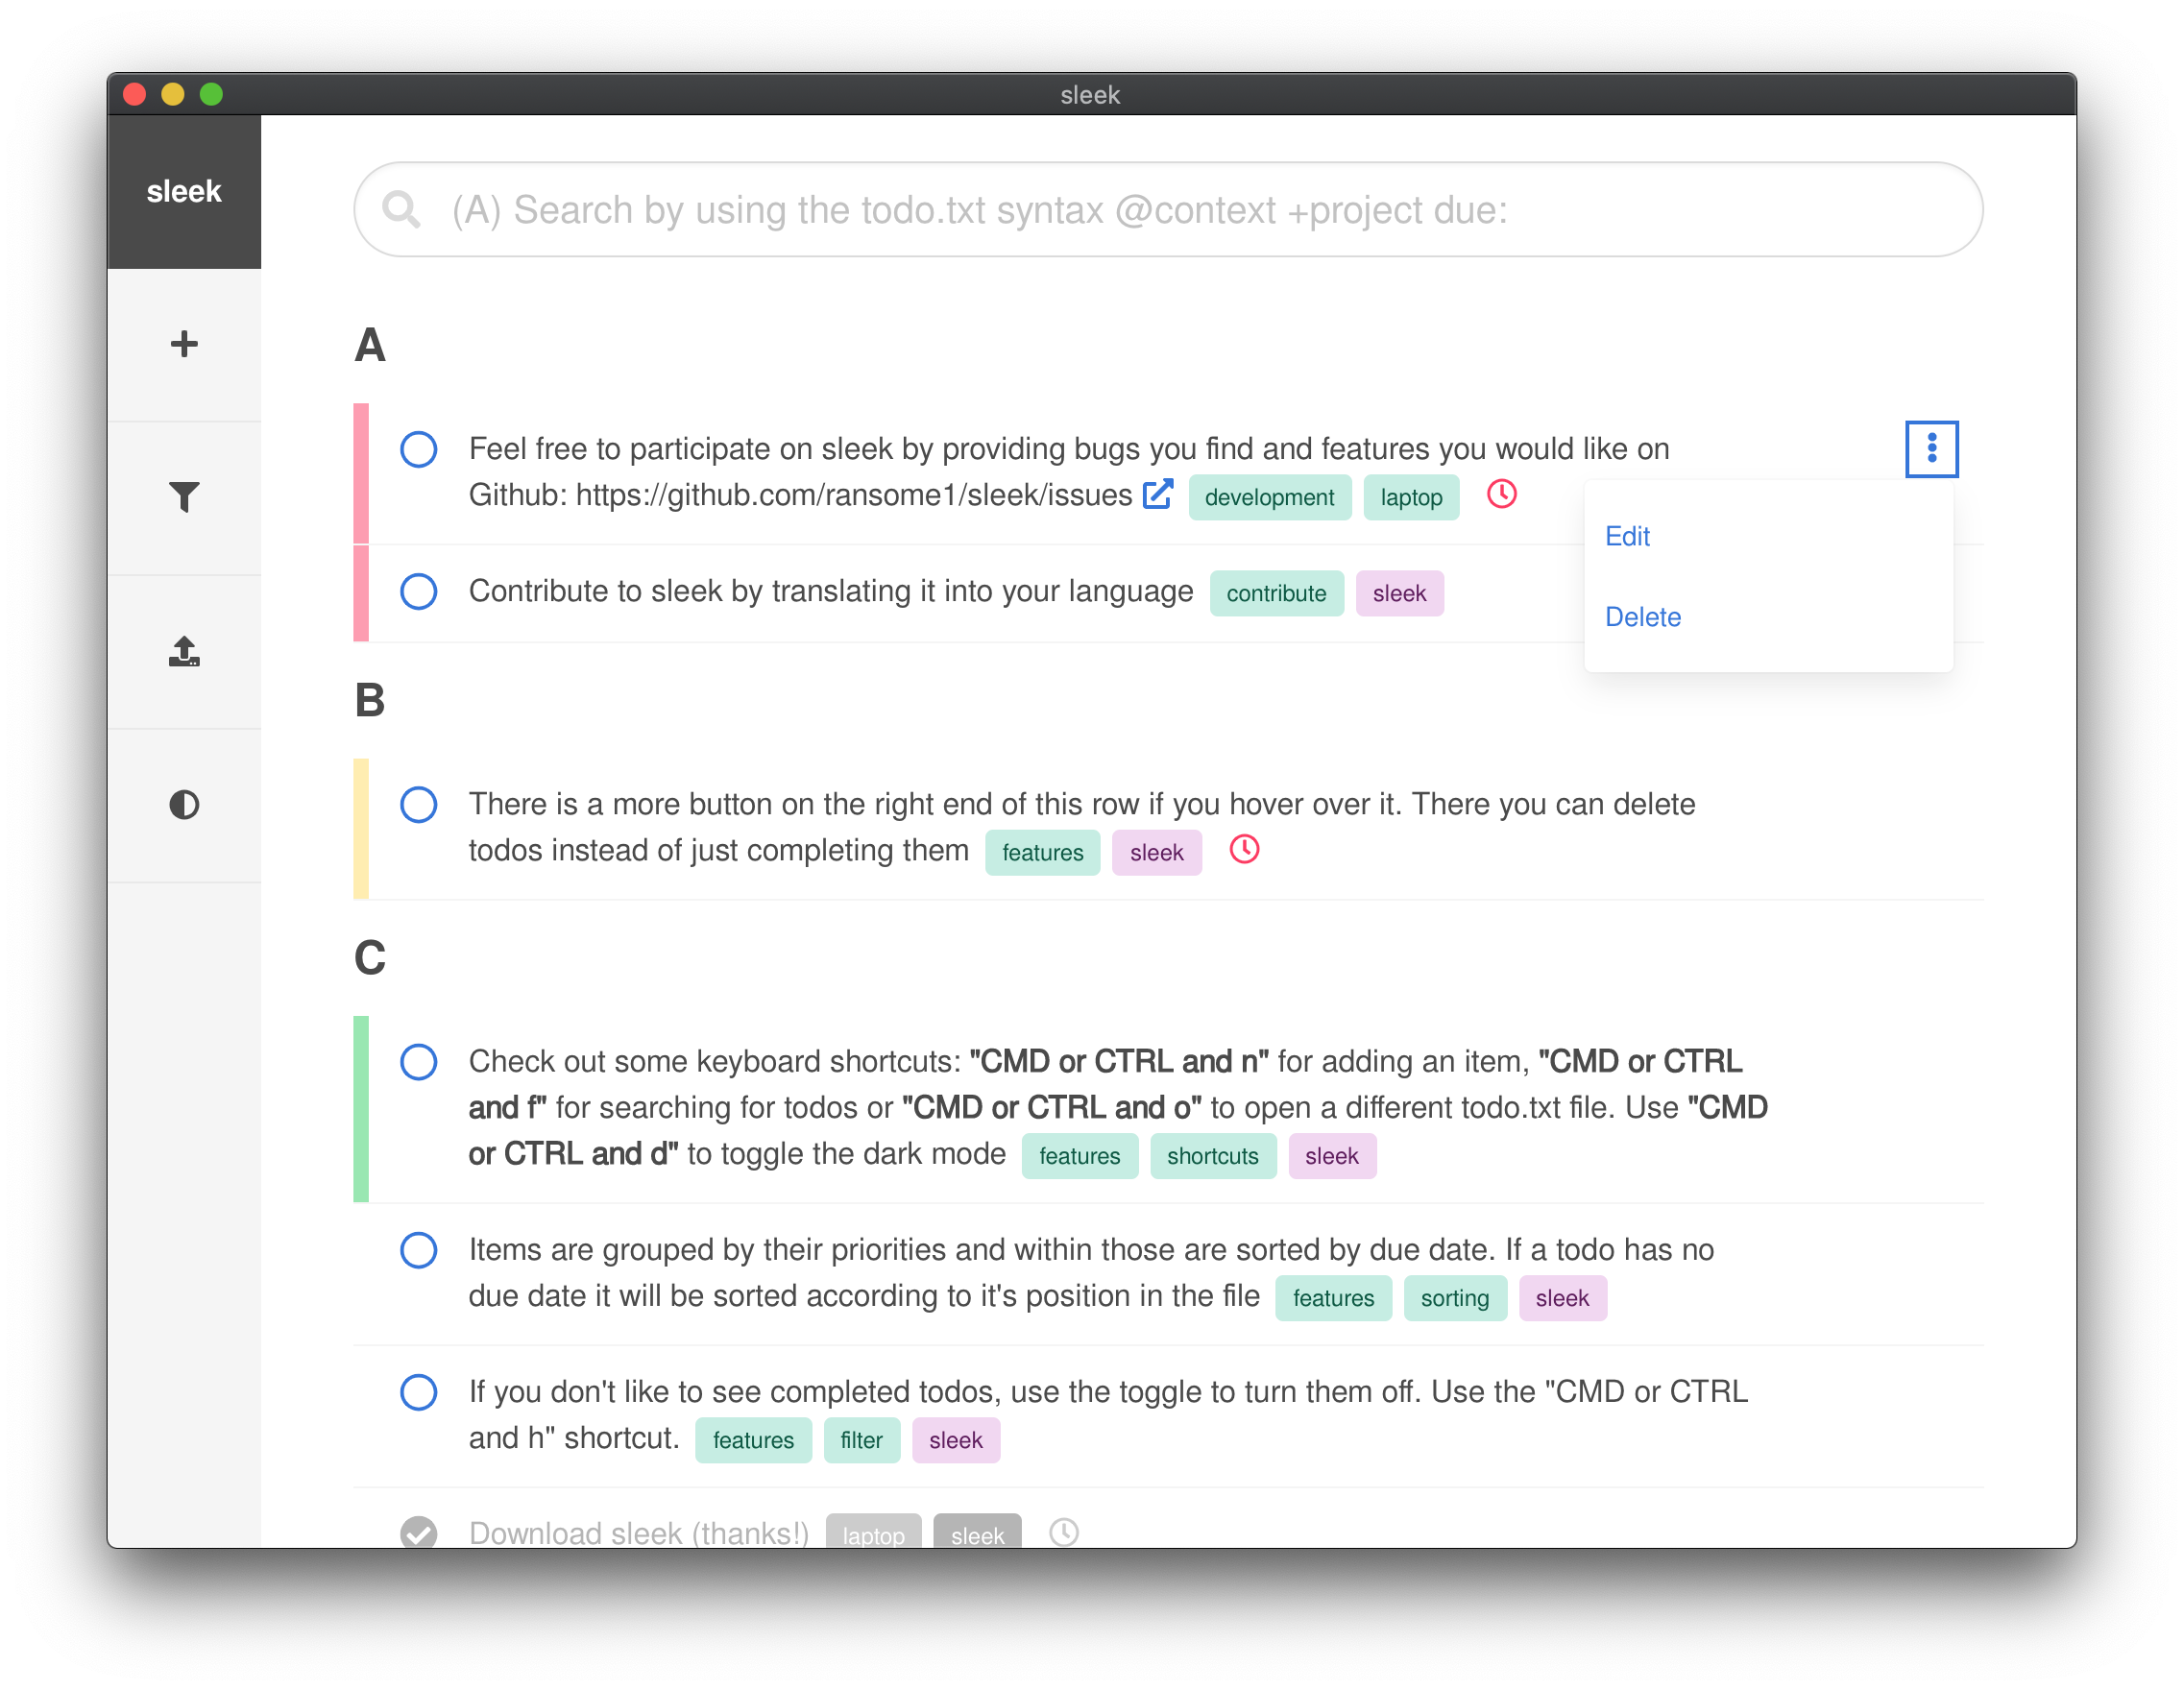 sleek
sleek
(A) Search by using the todo.txt syntax @context +project due:
A
Feel free to participate on sleek by providing bugs you find and features you would like on
Github: https://github.com/ransome1/sleek/issues development laptop
Edit
Contribute to sleek by translating it into your language contribute sleek
Delete
B
There is a more button on the right end of this row if you hover over it. There you can delete
todos instead of just completing them features sleek
C
Check out some keyboard shortcuts: "CMD or CTRL and n" for adding an item, "CMD or CTRL
and f" for searching for todos or "CMD or CTRL and o" to open a different todo.txt file. Use "CMD
or CTRL and d" to toggle the dark mode features shortcuts sleek
Items are grouped by their priorities and within those are sorted by due date. If a todo has no
due date it will be sorted according to it's position in the file features sorting sleek
If you don't like to see completed todos, use the toggle to turn them off. Use the "CMD or CTRL
and h" shortcut. features filter sleek
Download sleek (thanks!) laptop sleek